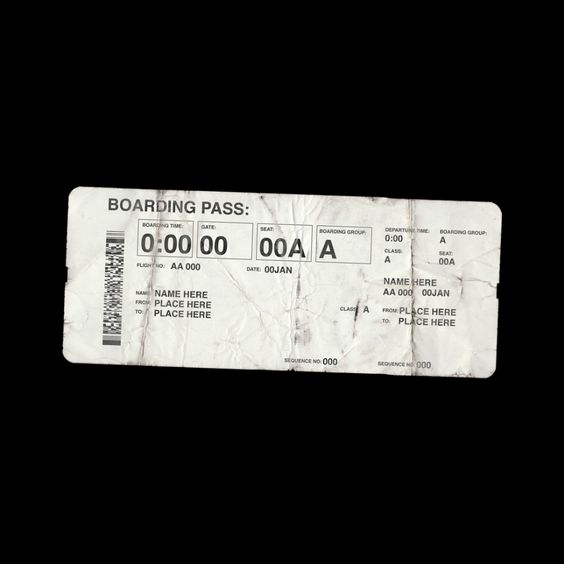 BOARDING PASS:
BOARDING TIME: GATE: SEAT: BOARDING GROUP:
0:00 00 00A A
FLIGHT NO: AA 000 DATE: 00JAN
NAME: NAME HERE
FROM: PLACE HERE
TO: PLACE HERE
CLASS: A
SEQUENCE NO: 000
DEPARTURE TIME: BOARDING GROUP:
0:00 A
CLASS: SEAT:
A 00A
NAME HERE
AA 000 00JAN
FROM: PLACE HERE
TO: PLACE HERE
SEQUENCE NO: 000